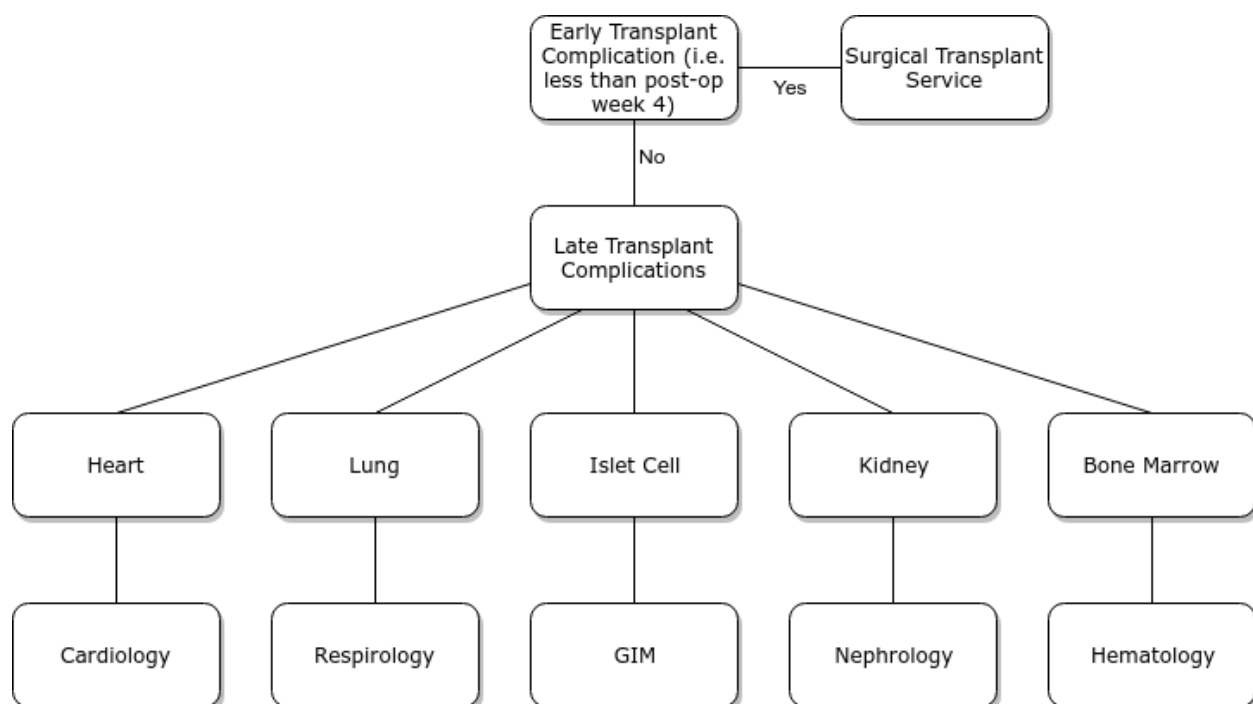 Early Transplant
Complication (i.e.
less than post-op
week 4)
Surgical Transplant
Service
Yes
No
Late Transplant
Complications
Heart
Lung
Islet Cell
Kidney
Bone Marrow
Cardiology
Respirology
GIM
Nephrology
Hematology